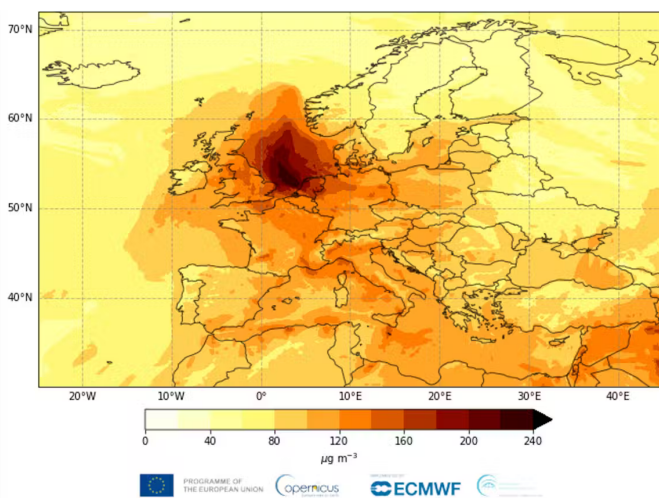 70°N
60°N
50°N
40°N
20°W 10°W 0° 10°E 20°E 30°E 40°E
0 40 80 120 160 200 240
μg m⁻³
PROGRAMME OF
THE EUROPEAN UNION
opernicus
ECMWF